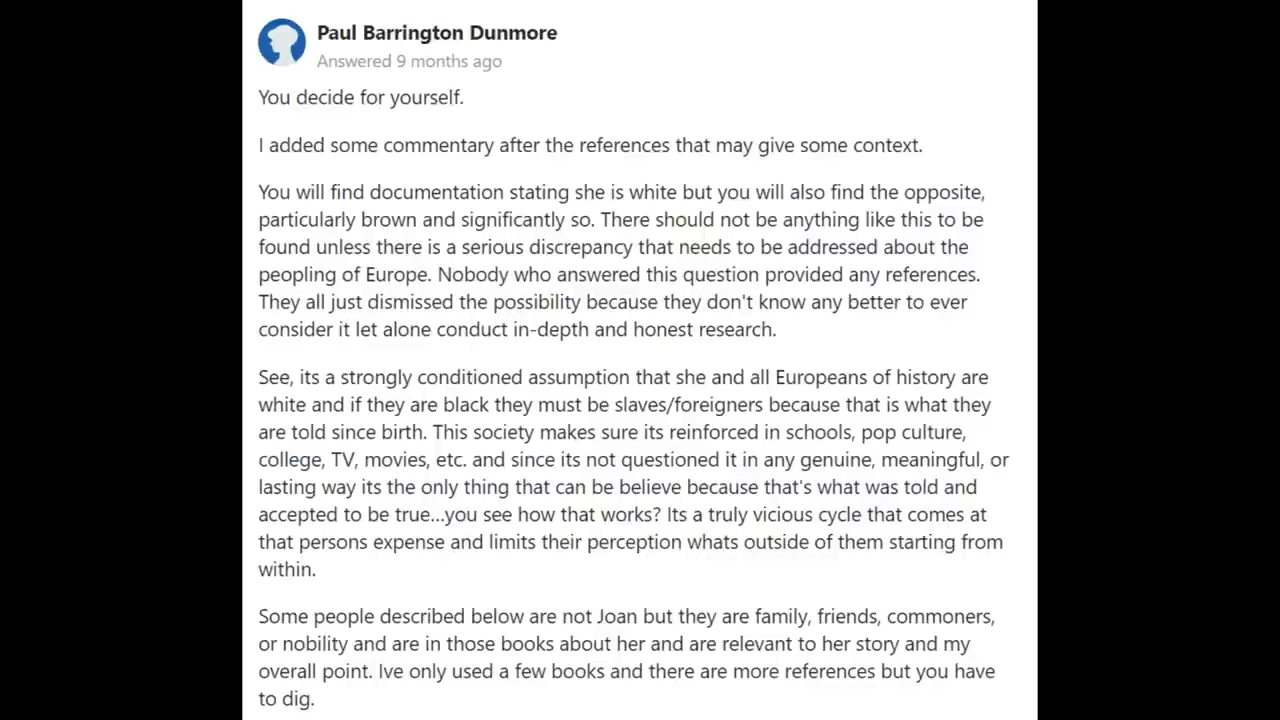 Paul Barrington Dunmore
Answered 9 months ago
You decide for yourself.
I added some commentary after the references that may give some context.
You will find documentation stating she is white but you will also find the opposite,
particularly brown and significantly so. There should not be anything like this to be
found unless there is a serious discrepancy that needs to be addressed about the
peopling of Europe. Nobody who answered this question provided any references.
They all just dismissed the possibility because they don't know any better to ever
consider it let alone conduct in-depth and honest research.
See, its a strongly conditioned assumption that she and all Europeans of history are
white and if they are black they must be slaves/foreigners because that is what they
are told since birth. This society makes sure its reinforced in schools, pop culture,
college, TV, movies, etc. and since its not questioned it in any genuine, meaningful, or
lasting way its the only thing that can be believe because that's what was told and
accepted to be true...you see how that works? Its a truly vicious cycle that comes at
that persons expense and limits their perception whats outside of them starting from
within.
Some people described below are not Joan but they are family, friends, commoners,
or nobility and are in those books about her and are relevant to her story and my
overall point. Ive only used a few books and there are more references but you have
to dig.